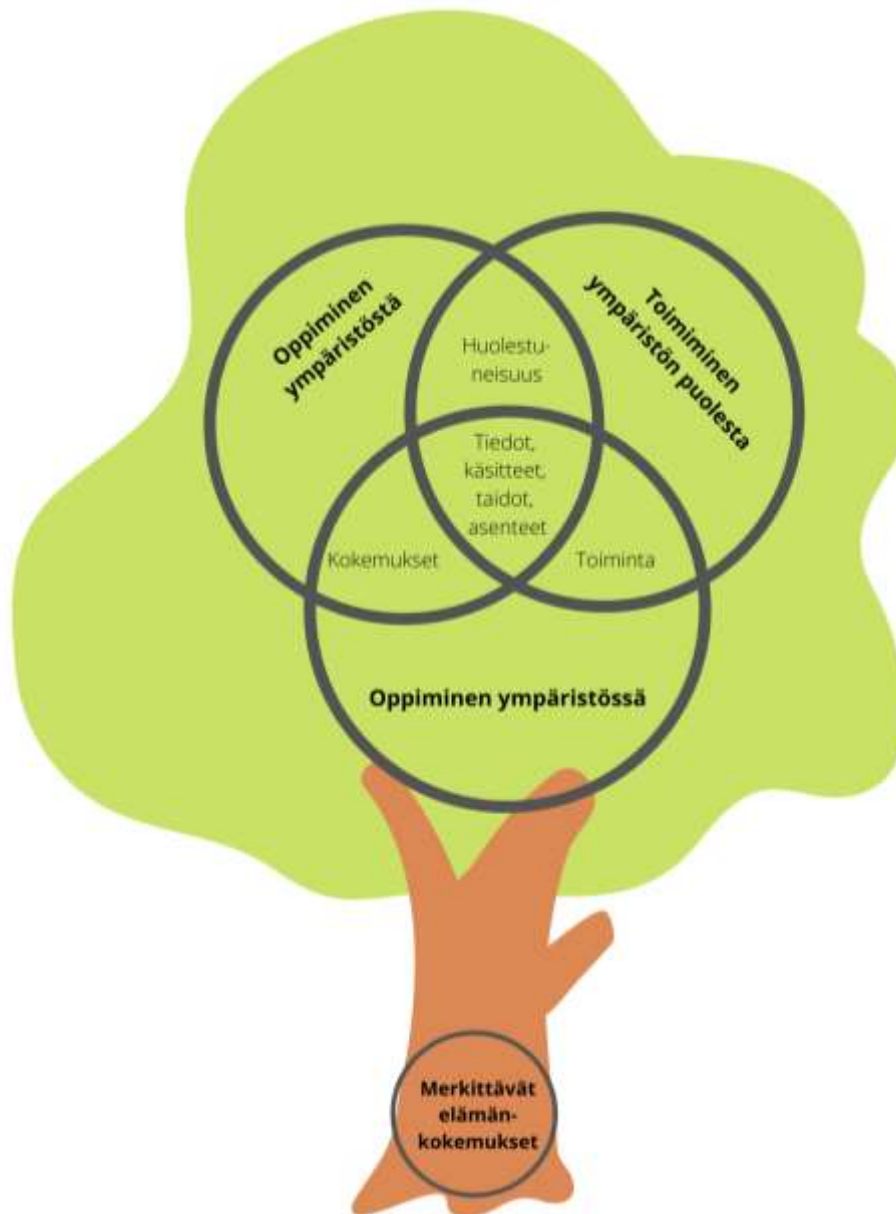 Oppiminen
ympäristöstä
Toimiminen
ympäristön puolesta
Huolestu-
neisuus
Tiedot,
käsitteet,
taidot,
asenteet
Kokemukset
Toiminta
Oppiminen ympäristössä
Merkittävät
elämän-
kokemukset